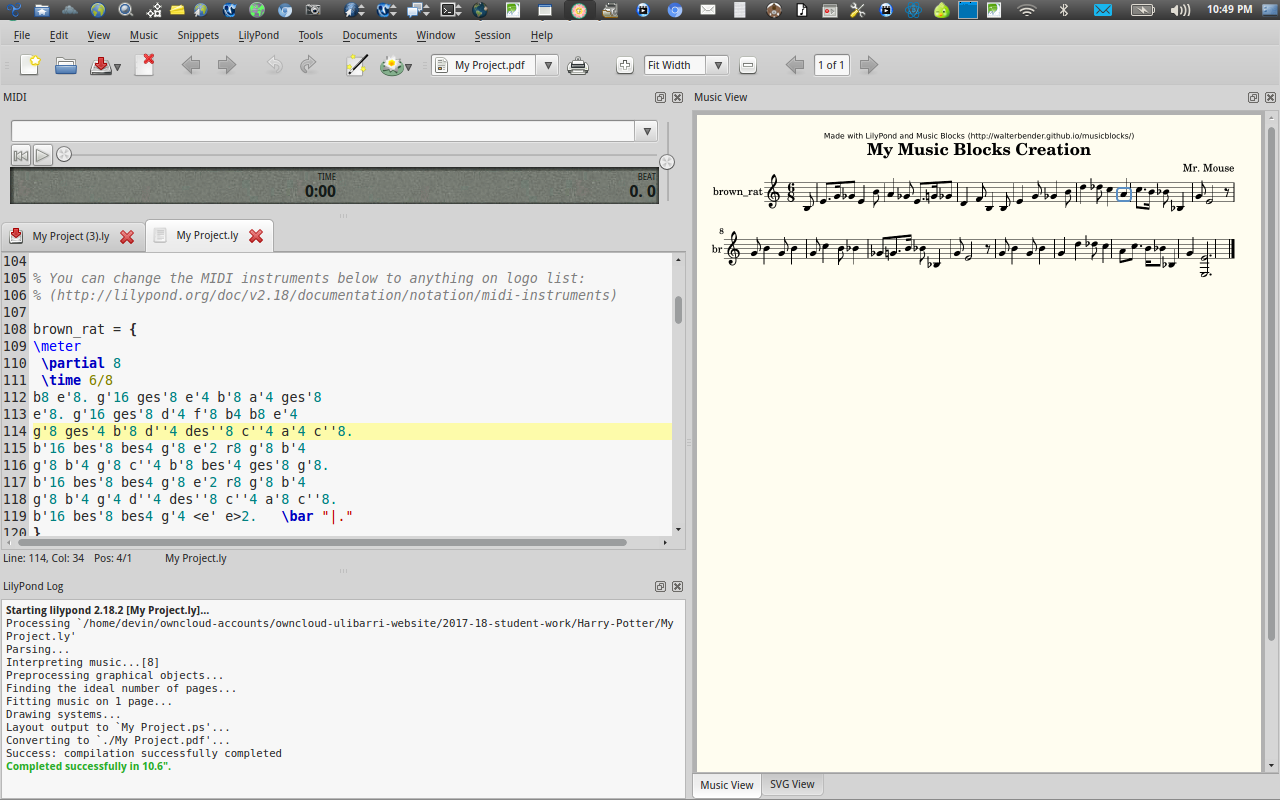 10:49 PM
File Edit View Music Snippets LilyPond Tools Documents Window Session Help
My Project.pdf Fit Width 1 of 1
MIDI
TIME BEAT
0:00 0. 0
My Project (3).ly My Project.ly
104
105 % You can change the MIDI instruments below to anything on logo list:
106 % (http://lilypond.org/doc/v2.18/documentation/notation/midi-instruments)
107
108 brown_rat = {
109 \meter
110 \partial 8
111 \time 6/8
112 b8 e'8. g'16 ges'8 e'4 b'8 a'4 ges'8
113 e'8. g'16 ges'8 d'4 f'8 b4 b8 e'4
114 g'8 ges'4 b'8 d''4 des''8 c''4 a'4 c''8.
115 b'16 bes'8 bes4 g'8 e'2 r8 g'8 b'4
116 g'8 b'4 g'8 c''4 b'8 bes'4 ges'8 g'8.
117 b'16 bes'8 bes4 g'8 e'2 r8 g'8 b'4
118 g'8 b'4 g'4 d''4 des''8 c''4 a'8 c''8.
119 b'16 bes'8 bes4 g'4 <e' e>2. \bar "|."
120 }
Line: 114, Col: 34 Pos: 4/1 My Project.ly
LilyPond Log
Starting lilypond 2.18.2 [My Project.ly]...
Processing `/home/devin/owncloud-accounts/owncloud-ulibarri-website/2017-18-student-work/Harry-Potter/My
Project.ly'
Parsing...
Interpreting music...[8]
Preprocessing graphical objects...
Finding the ideal number of pages...
Fitting music on 1 page...
Drawing systems...
Layout output to `My Project.ps'...
Converting to `./My Project.pdf'...
Success: compilation successfully completed
Completed successfully in 10.6".
Music View
Made with LilyPond and Music Blocks (http://walterbender.github.io/musicblocks/)
My Music Blocks Creation
Mr. Mouse
brown_rat 6 8
8
br
Music View SVG View